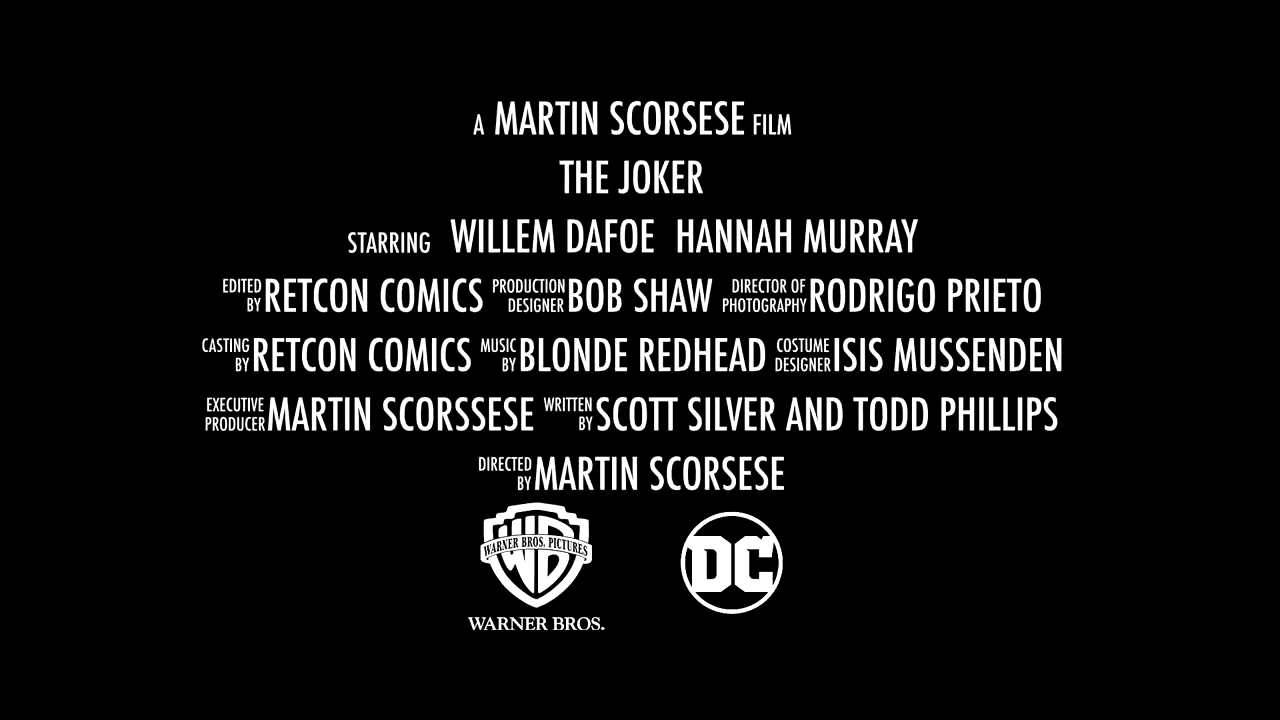 A MARTIN SCORSESE FILM
THE JOKER
STARRING WILLEM DAFOE HANNAH MURRAY
EDITED BY RETCON COMICS PRODUCTION DESIGNER BOB SHAW DIRECTOR OF PHOTOGRAPHY RODRIGO PRIETO
CASTING BY RETCON COMICS MUSIC BY BLONDE REDHEAD COSTUME DESIGNER ISIS MUSSENDEN
EXECUTIVE PRODUCER MARTIN SCORSSESE WRITTEN BY SCOTT SILVER AND TODD PHILLIPS
DIRECTED BY MARTIN SCORSESE
WB WARNER BROS. PICTURES DC
WARNER BROS.